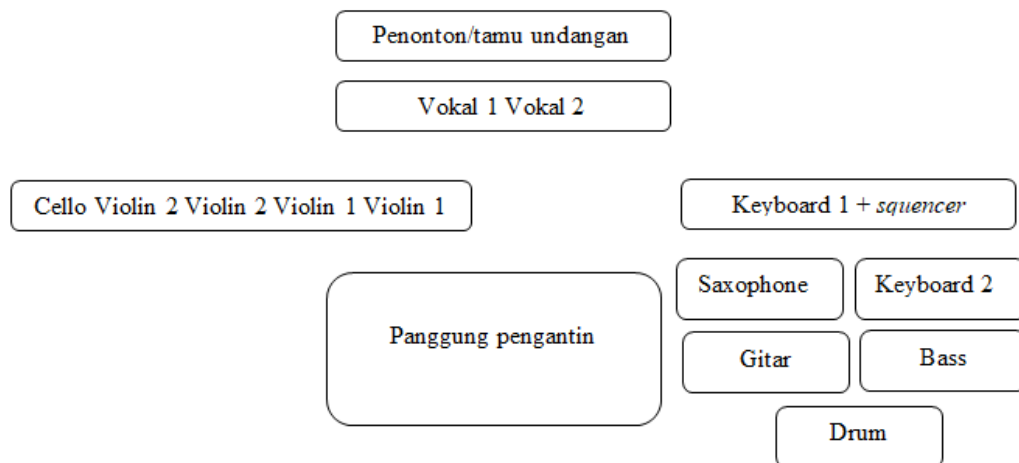 Penonton/tamu undangan
Vokal 1 Vokal 2
Cello Violin 2 Violin 2 Violin 1 Violin 1
Keyboard 1 + squencer
Saxophone
Keyboard 2
Panggung pengantin
Gitar
Bass
Drum